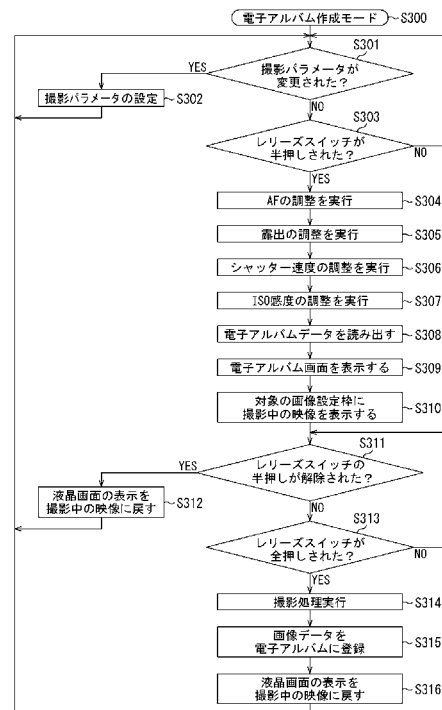 電子アルバム作成モード
S300
S301
撮影パラメータが
変更された？
YES
撮影パラメータの設定
S302
NO
S303
レリーズスイッチが
半押しされた？
NO
YES
AFの調整を実行
S304
露出の調整を実行
S305
シャッター速度の調整を実行
S306
ISO感度の調整を実行
S307
電子アルバムデータを読み出す
S308
電子アルバム画面を表示する
S309
対象の画像設定枠に
撮影中の映像を表示する
S310
S311
レリーズスイッチの
半押しが解除された？
YES
液晶画面の表示を
撮影中の映像に戻す
S312
NO
S313
レリーズスイッチが
全押しされた？
NO
YES
撮影処理実行
S314
画像データを
電子アルバムに登録
S315
液晶画面の表示を
撮影中の映像に戻す
S316